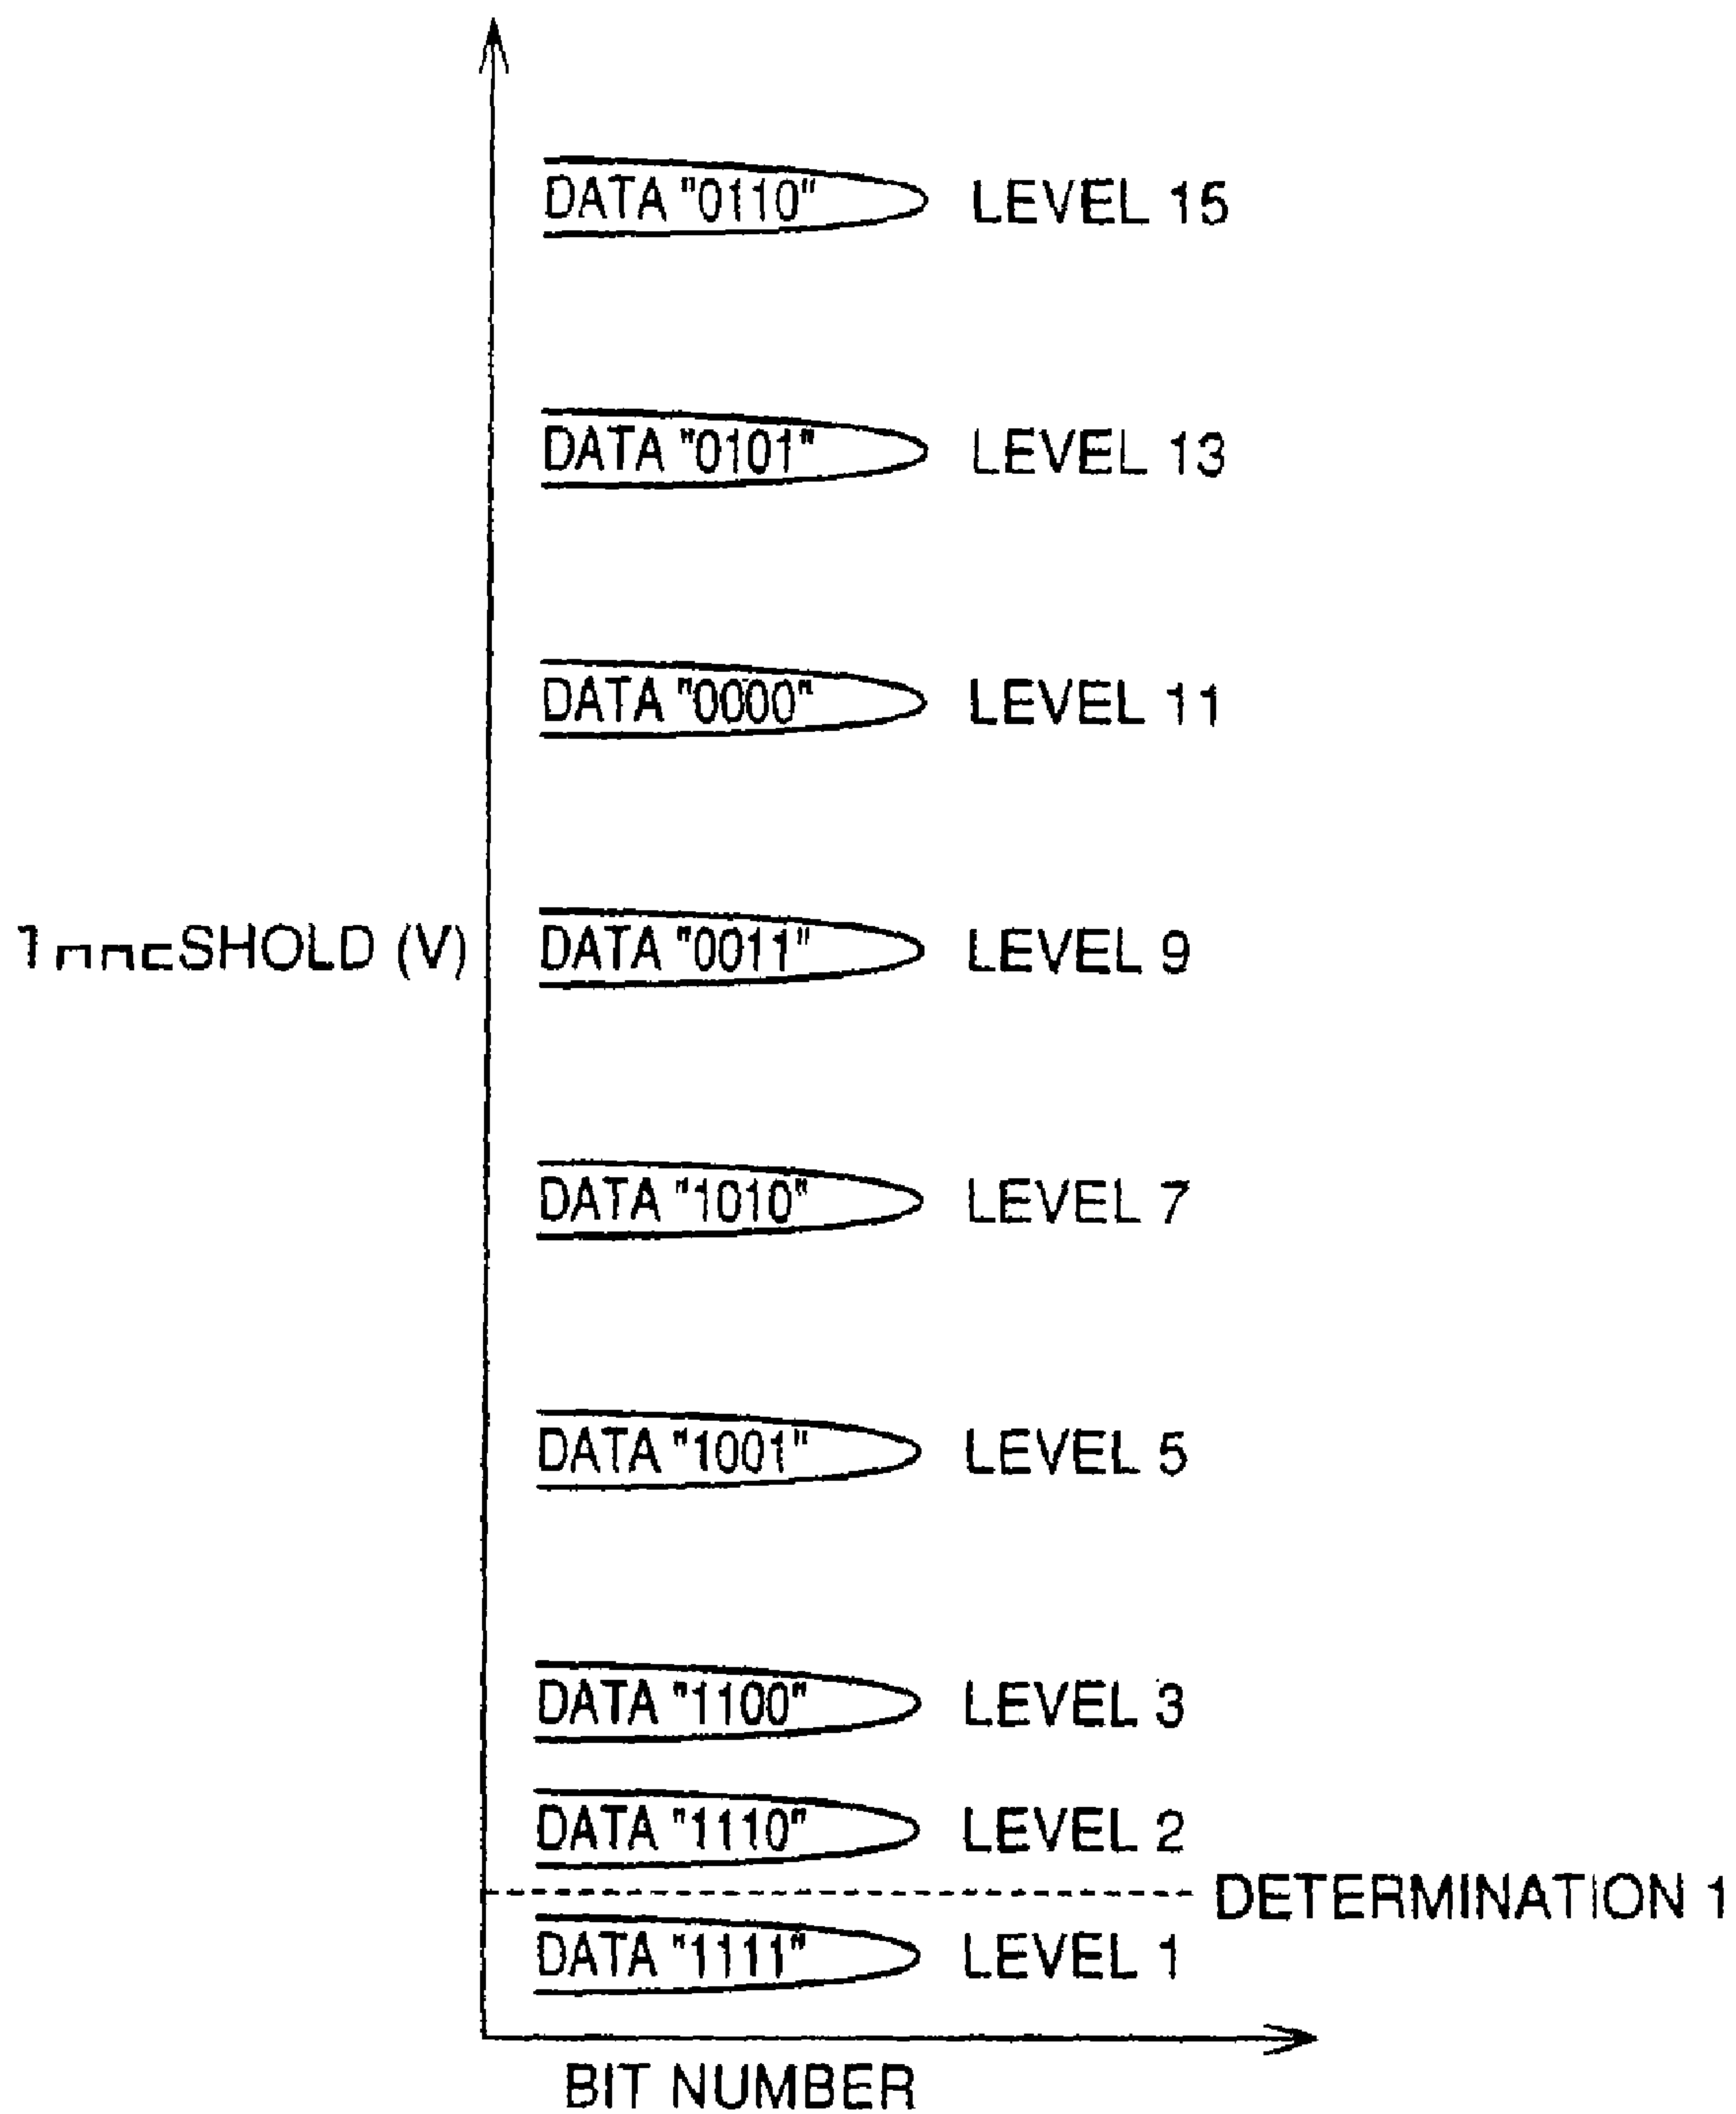 DATA "0110" LEVEL 15
DATA "0101" LEVEL 13
DATA "0000" LEVEL 11
(V) DATA "0011" LEVEL 9
DATA "1010" LEVEL 7
DATA "1001" LEVEL 5
DATA "1100" LEVEL 3
DATA "1110" LEVEL 2
DETERMINATION 1
DATA "1111" LEVEL 1
BIT NUMBER